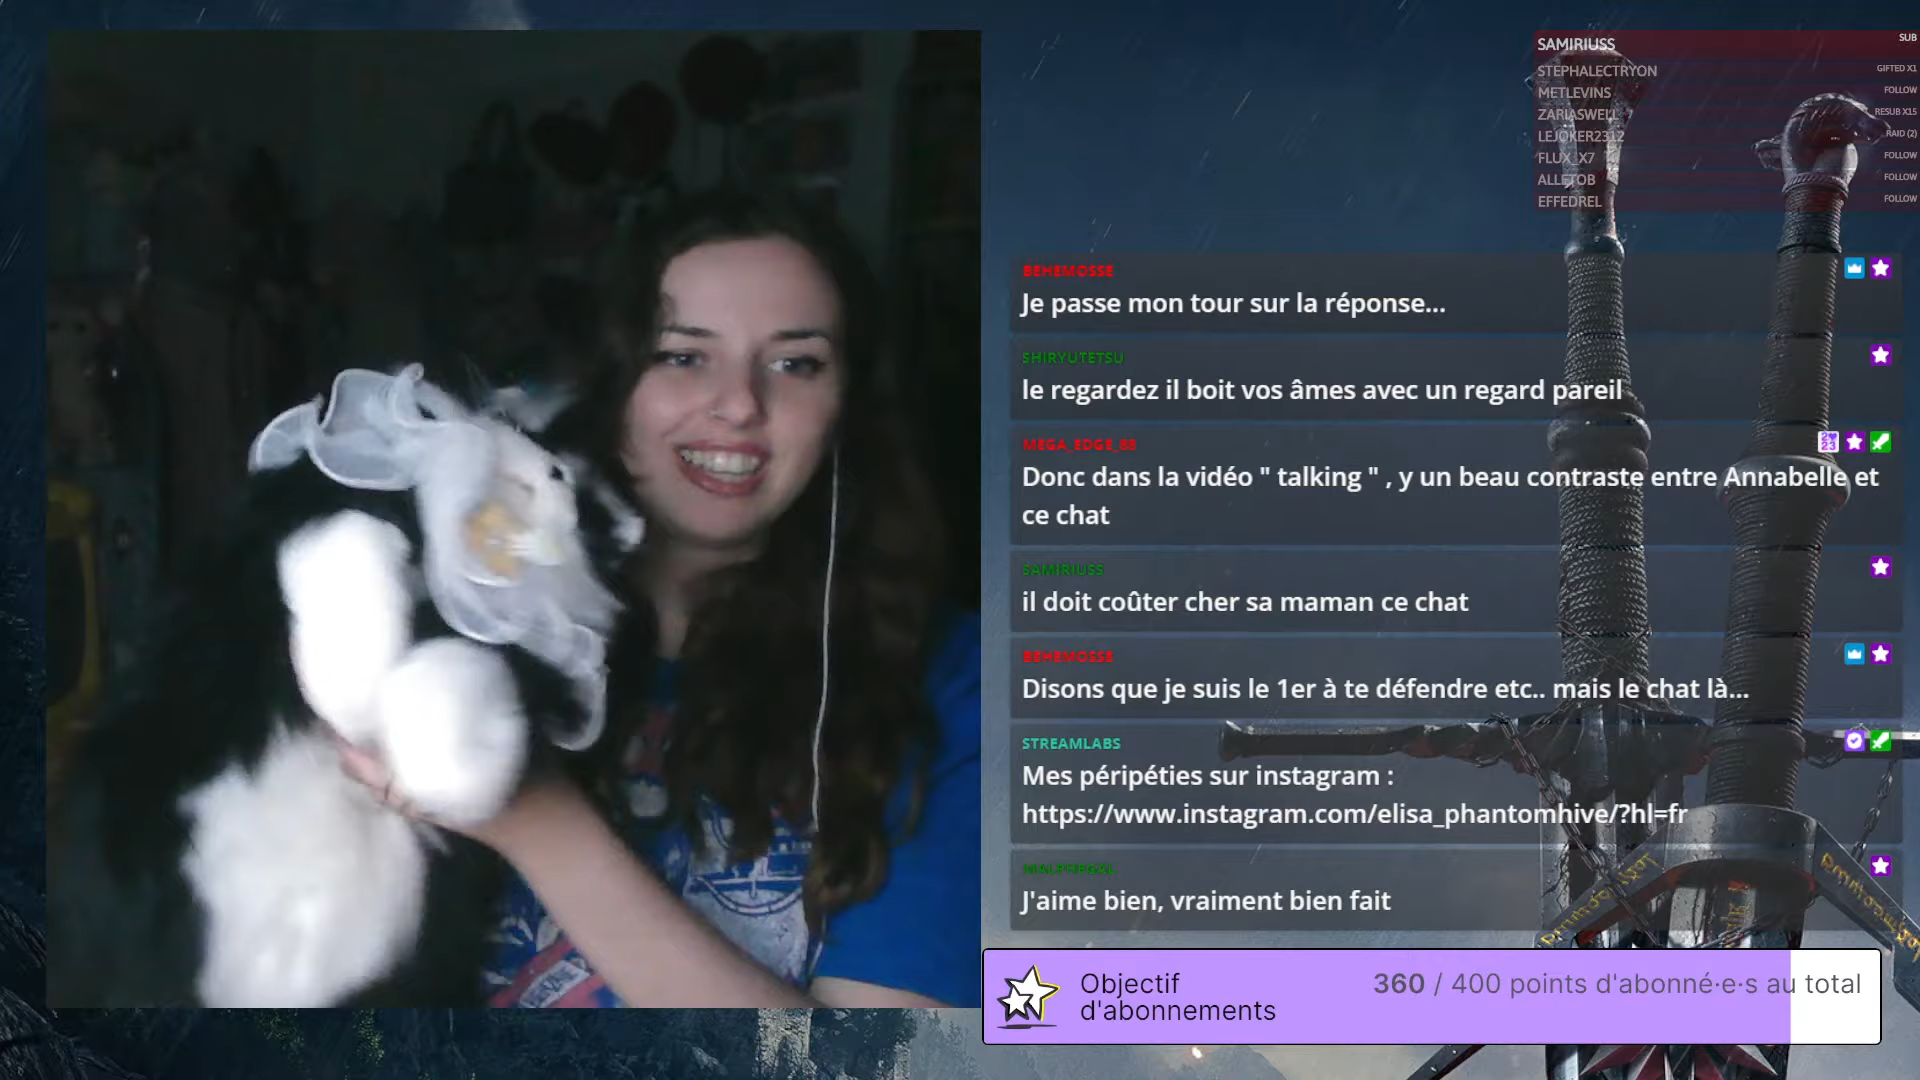 SAMIRIUSS SUB
STEPHALECTRYON GIFTED X1
METLEVINS FOLLOW
ZARIASWELL RESUB X15
LEJOKER2312 RAID (2)
FLUX_X7 FOLLOW
ALLETOB FOLLOW
EFFEDREL FOLLOW
BEHEMOSSE
Je passe mon tour sur la réponse...
SHIRYUTETSU
le regardez il boit vos âmes avec un regard pareil
MEGA_EDGE_88
Donc dans la vidéo " talking " , y un beau contraste entre Annabelle et
ce chat
SAMIRIUSS
il doit coûter cher sa maman ce chat
BEHEMOSSE
Disons que je suis le 1er à te défendre etc.. mais le chat là...
STREAMLABS
Mes péripéties sur instagram :
https://www.instagram.com/elisa_phantomhive/?hl=fr
J'aime bien, vraiment bien fait
Objectif
d'abonnements
360 / 400 points d'abonné·e·s au total